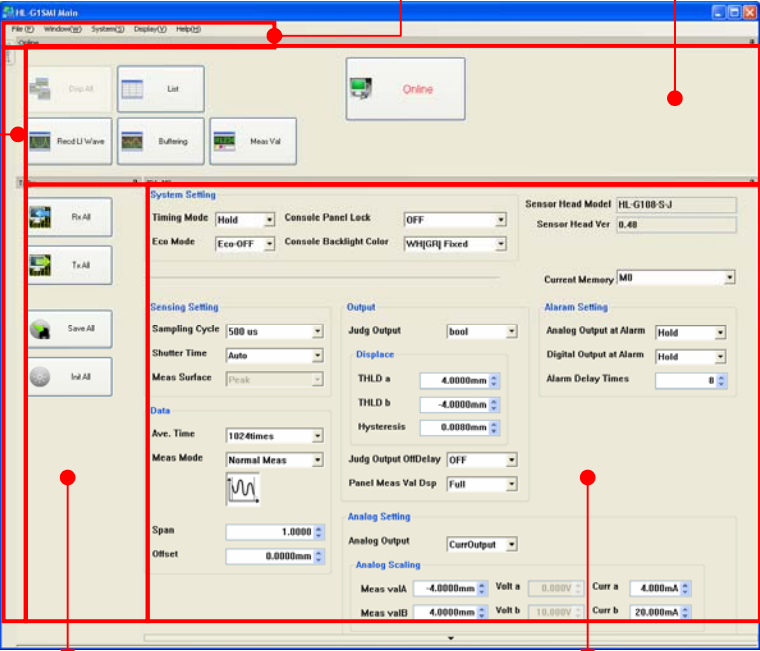 HL-G1SMI Main
File (F) Window(W) System(S) Display(V) Help(H)
Online
Disp All List Online
Recd LI Wave Buffering Meas Val
Rx All
Tx All
Save All
Init All
System Setting
Timing Mode Hold Console Panel Lock OFF
Eco Mode Eco-OFF Console Backlight Color WH[GR] Fixed
Sensor Head Model HL-G108-S-J
Sensor Head Ver 0.48
Current Memory M0
Sensing Setting
Sampling Cycle 500 us
Shutter Time Auto
Meas Surface Peak
Data
Ave. Time 1024times
Meas Mode Normal Meas
Span 1.0000
Offset 0.0000mm
Output
Judg Output bool
Displace
THLD a 4.0000mm
THLD b -4.0000mm
Hysteresis 0.0080mm
Judg Output OffDelay OFF
Panel Meas Val Dsp Full
Alaram Setting
Analog Output at Alarm Hold
Digital Output at Alarm Hold
Alarm Delay Times 8
Analog Setting
Analog Output CurrOutput
Analog Scaling
Meas valA -4.0000mm Volt a 0.000V Curr a 4.000mA
Meas valB 4.0000mm Volt b 10.000V Curr b 20.000mA